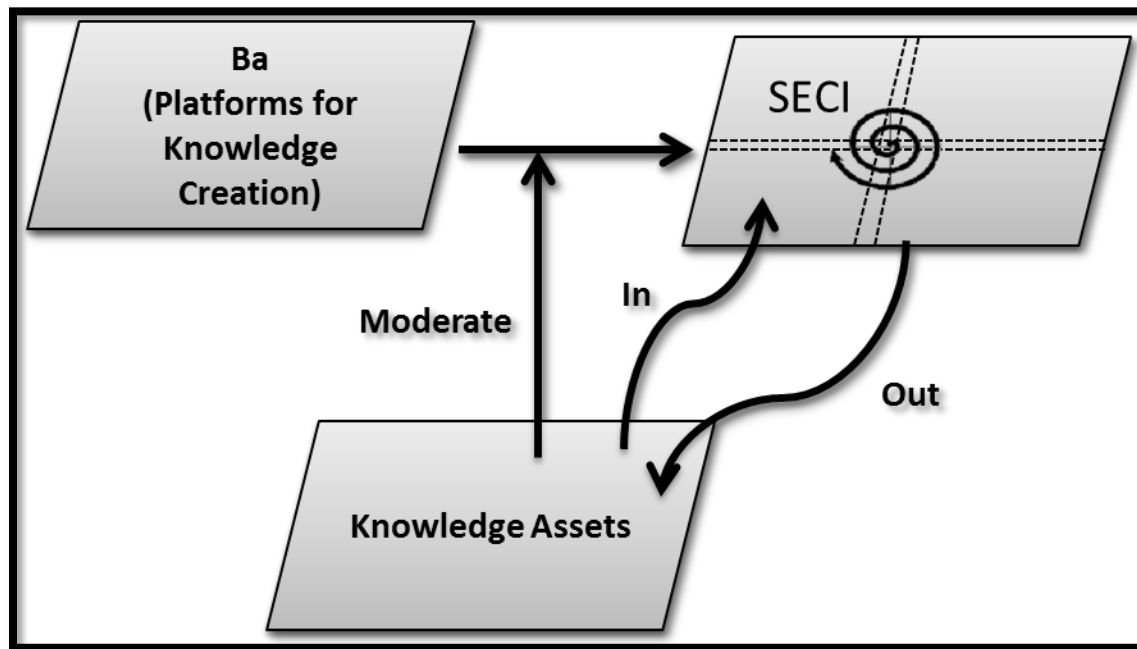 Ba
(Platforms for
Knowledge
Creation)
SECI
In
Moderate
Out
Knowledge Assets